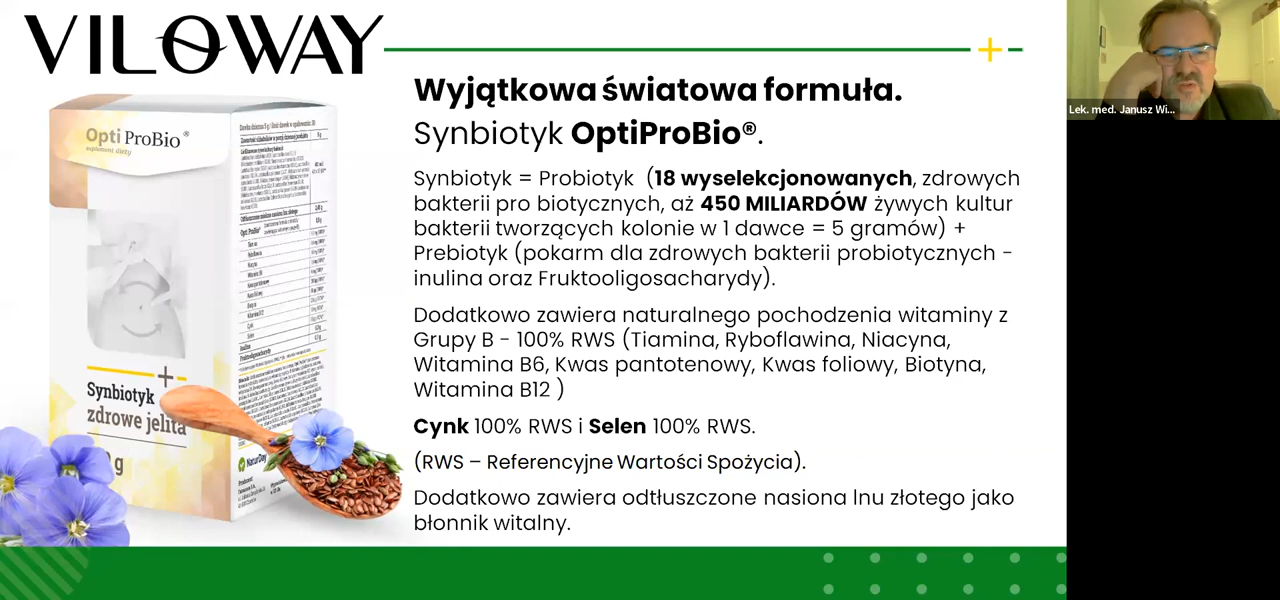 VILOWAY
Wyjątkowa światowa formuła.
Synbiotyk OptiProBio®.
Synbiotyk = Probiotyk (18 wyselekcjonowanych, zdrowych
bakterii pro biotycznych, aż 450 MILIARDÓW żywych kultur
bakterii tworzących kolonie w 1 dawce = 5 gramów) +
Prebiotyk (pokarm dla zdrowych bakterii probiotycznych -
inulina oraz Fruktooligosacharydy).
Dodatkowo zawiera naturalnego pochodzenia witaminy z
Grupy B - 100% RWS (Tiamina, Ryboflawina, Niacyna,
Witamina B6, Kwas pantotenowy, Kwas foliowy, Biotyna,
Witamina B12 )
Cynk 100% RWS i Selen 100% RWS.
(RWS – Referencyjne Wartości Spożycia).
Dodatkowo zawiera odtłuszczone nasiona lnu złotego jako
błonnik witalny.
Opti ProBio®
suplement diety
Synbiotyk
zdrowe jelita
g
NaturDay
Lek. med. Janusz Wi...